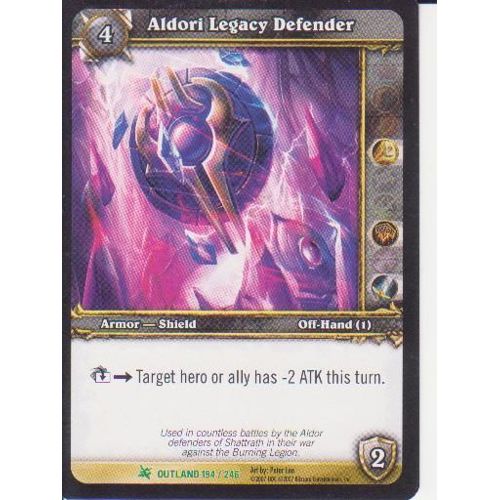 4
Aldori Legacy Defender
Armor — Shield
Off-Hand (1)
Target hero or ally has -2 ATK this turn.
Used in countless battles by the Aldor
defenders of Shattrath in their war
against the Burning Legion.
2
OUTLAND 194 / 246
Art by: Peter Lee